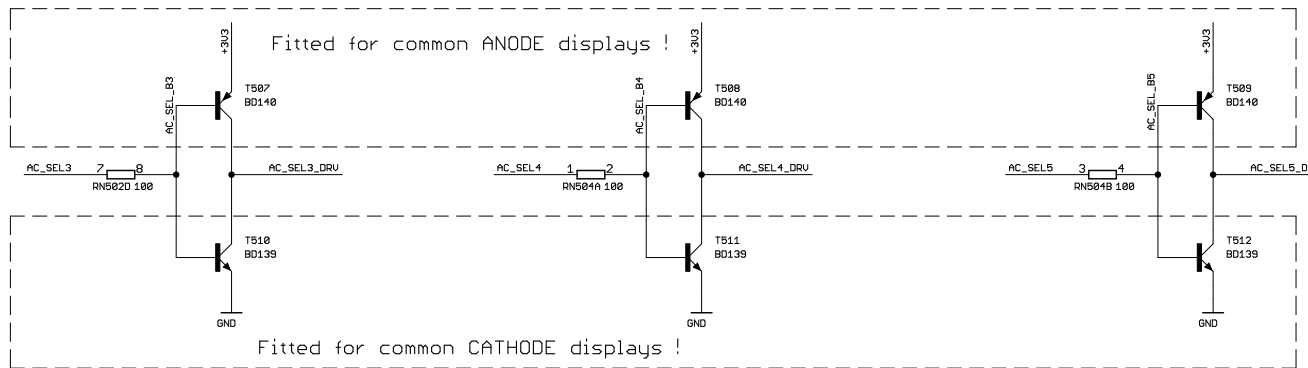 Fitted for common ANODE displays !
+3V3
+3V3
+3V3
AC_SEL_B3
T507
BD140
AC_SEL_B4
T508
BD140
AC_SEL_B5
T509
BD140
AC_SEL3
7
8
RN502D 100
AC_SEL3_DRV
AC_SEL4
1
2
RN504A 100
AC_SEL4_DRV
AC_SEL5
3
4
RN504B 100
AC_SEL5_D
T510
BD139
T511
BD139
T512
BD139
GND
GND
GND
Fitted for common CATHODE displays !